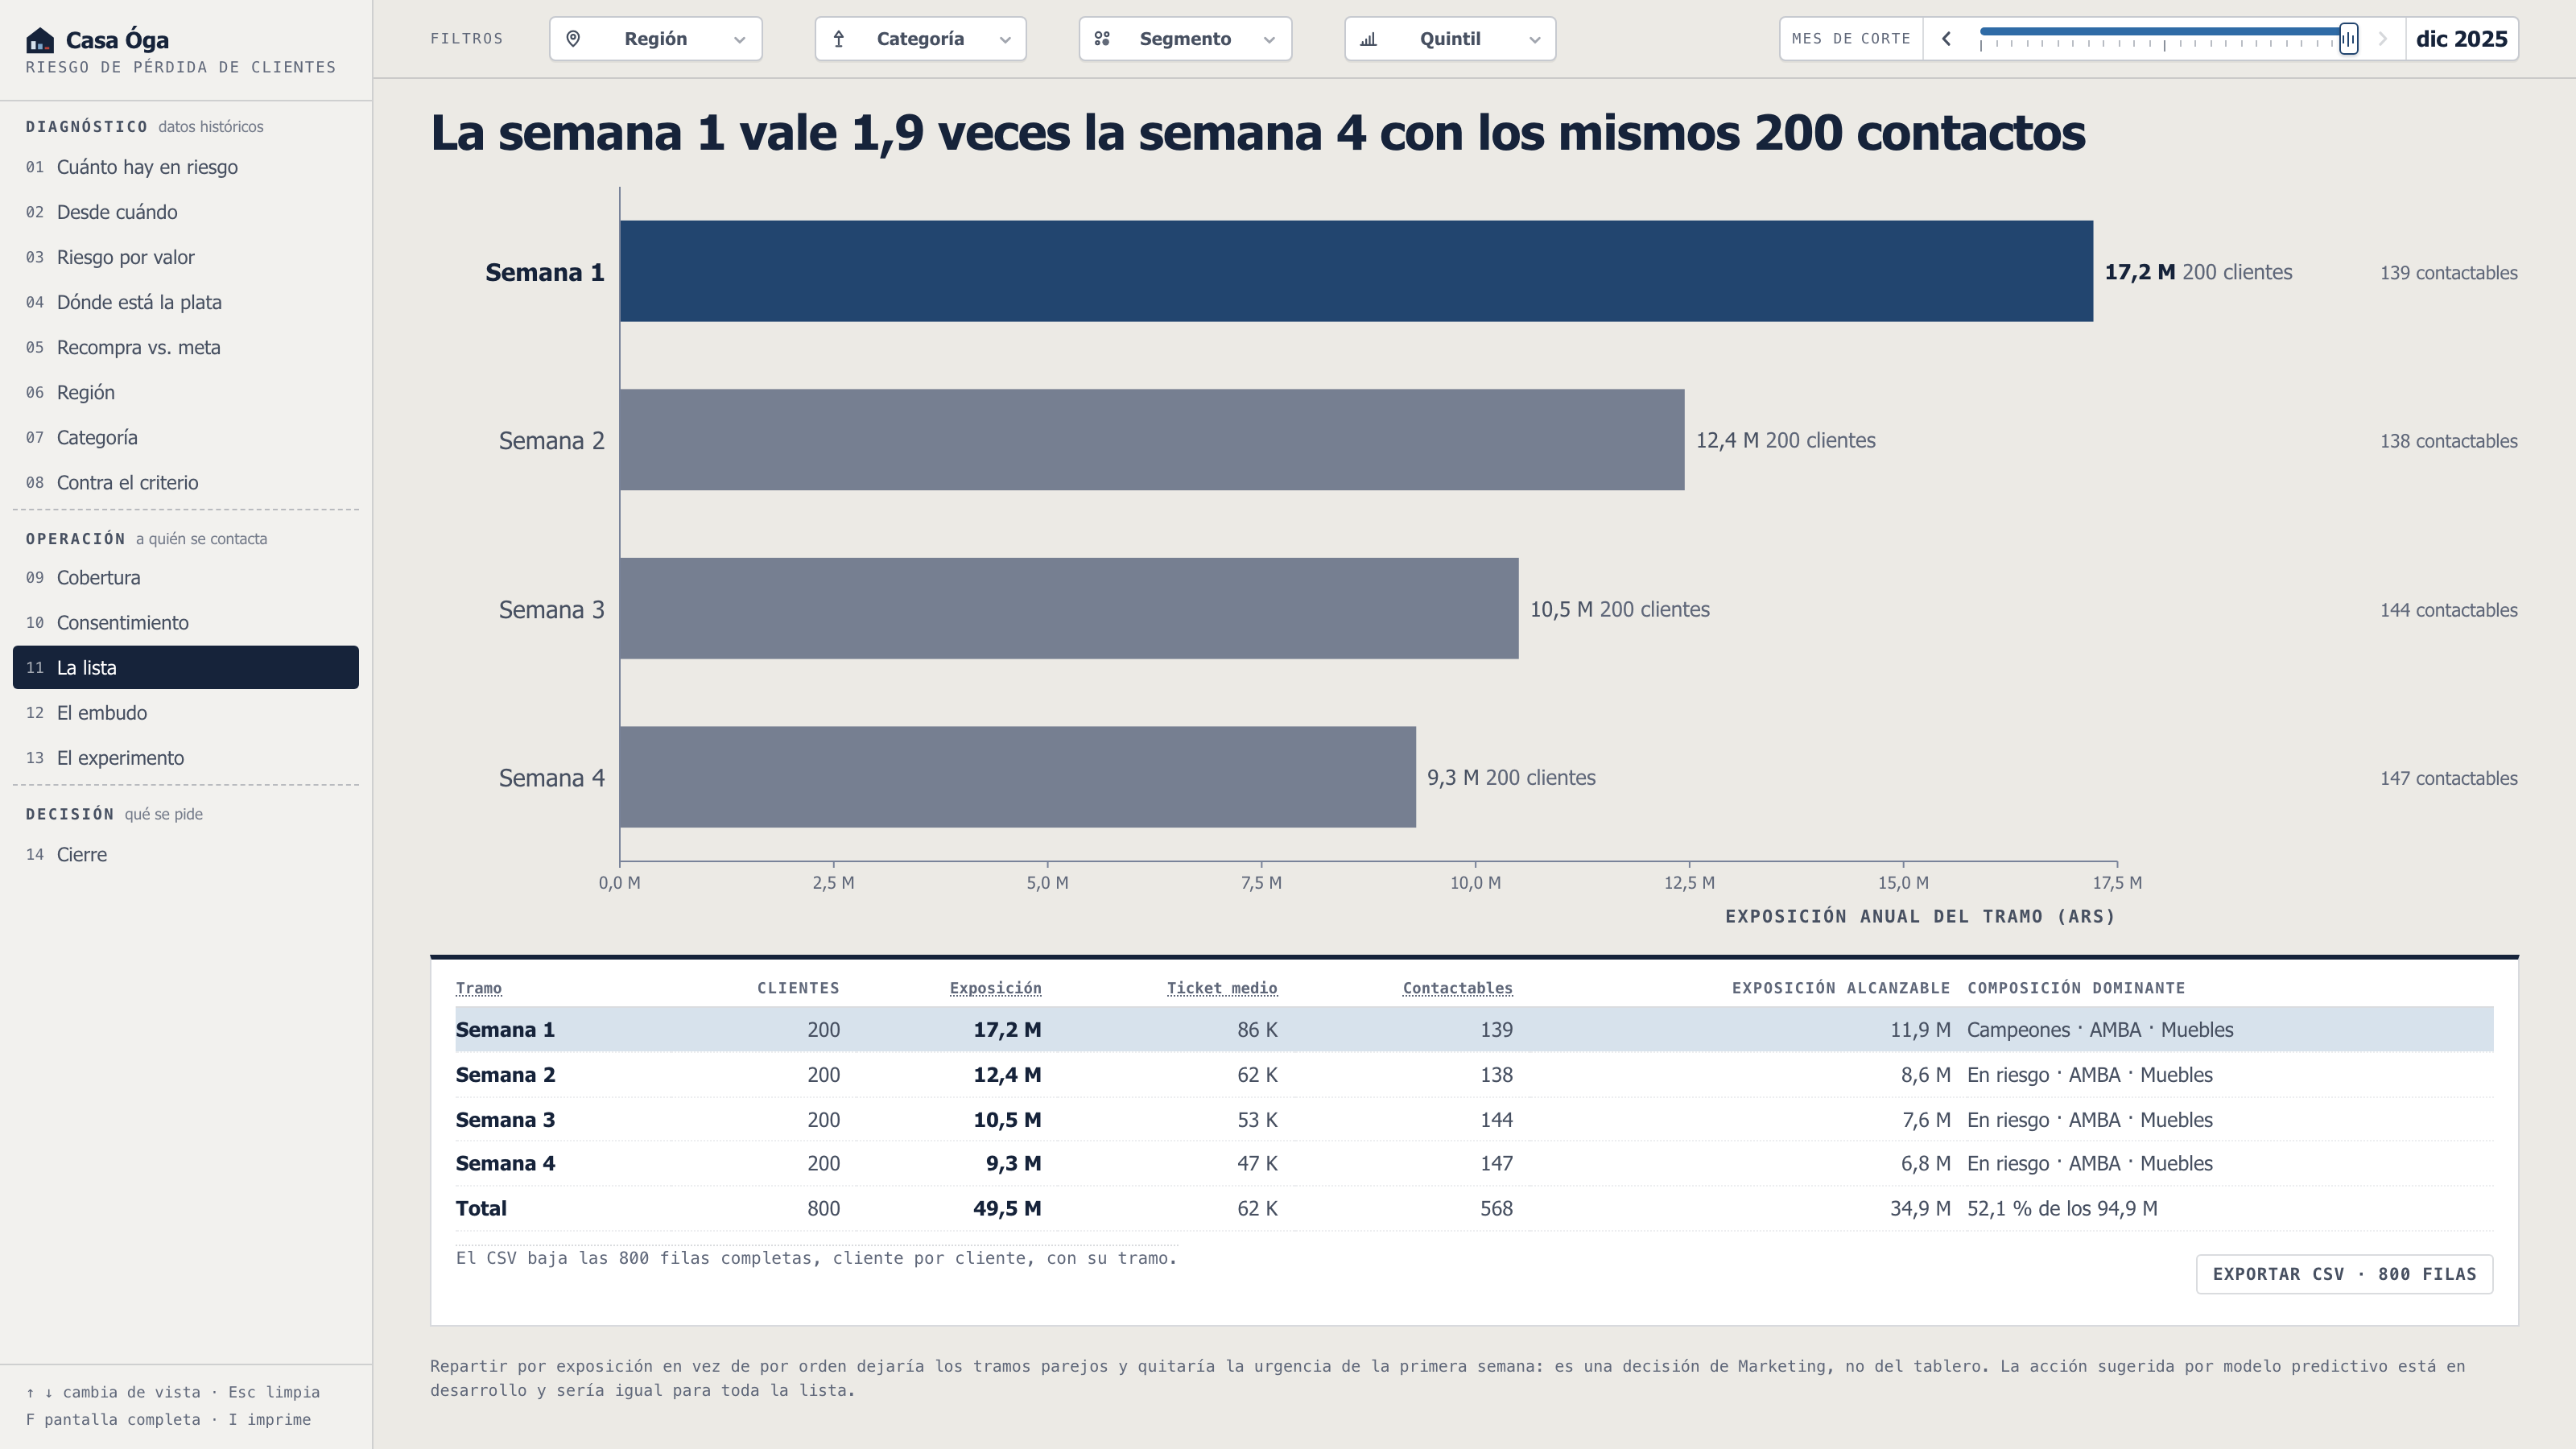 Casa Óga
RIESGO DE PÉRDIDA DE CLIENTES
DIAGNÓSTICO datos históricos
01 Cuánto hay en riesgo
02 Desde cuándo
03 Riesgo por valor
04 Dónde está la plata
05 Recompra vs. meta
06 Región
07 Categoría
08 Contra el criterio
OPERACIÓN a quién se contacta
09 Cobertura
10 Consentimiento
11 La lista
12 El embudo
13 El experimento
DECISIÓN qué se pide
14 Cierre
↑ ↓ cambia de vista · Esc limpia
F pantalla completa · I imprime
FILTROS Región Categoría Segmento Quintil MES DE CORTE dic 2025
La semana 1 vale 1,9 veces la semana 4 con los mismos 200 contactos
Semana 1 17,2 M 200 clientes 139 contactables
Semana 2 12,4 M 200 clientes 138 contactables
Semana 3 10,5 M 200 clientes 144 contactables
Semana 4 9,3 M 200 clientes 147 contactables
0,0 M 2,5 M 5,0 M 7,5 M 10,0 M 12,5 M 15,0 M 17,5 M
EXPOSICIÓN ANUAL DEL TRAMO (ARS)
Tramo CLIENTES Exposición Ticket medio Contactables EXPOSICIÓN ALCANZABLE COMPOSICIÓN DOMINANTE
Semana 1 200 17,2 M 86 K 139 11,9 M Campeones · AMBA · Muebles
Semana 2 200 12,4 M 62 K 138 8,6 M En riesgo · AMBA · Muebles
Semana 3 200 10,5 M 53 K 144 7,6 M En riesgo · AMBA · Muebles
Semana 4 200 9,3 M 47 K 147 6,8 M En riesgo · AMBA · Muebles
Total 800 49,5 M 62 K 568 34,9 M 52,1 % de los 94,9 M
El CSV baja las 800 filas completas, cliente por cliente, con su tramo.
EXPORTAR CSV · 800 FILAS
Repartir por exposición en vez de por orden dejaría los tramos parejos y quitaría la urgencia de la primera semana: es una decisión de Marketing, no del tablero. La acción sugerida por modelo predictivo está en
desarrollo y sería igual para toda la lista.